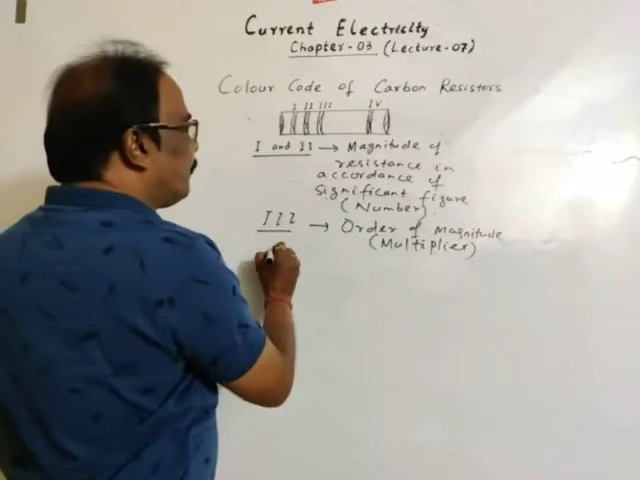 Current Electricity
Chapter-03 (Lecture-07)
Colour Code of Carbon Resistors
I II III IV
I and II → Magnitude of
resistance in
accordance of
significant figure
(Number)
III → Order of magnitude
(Multiplier)